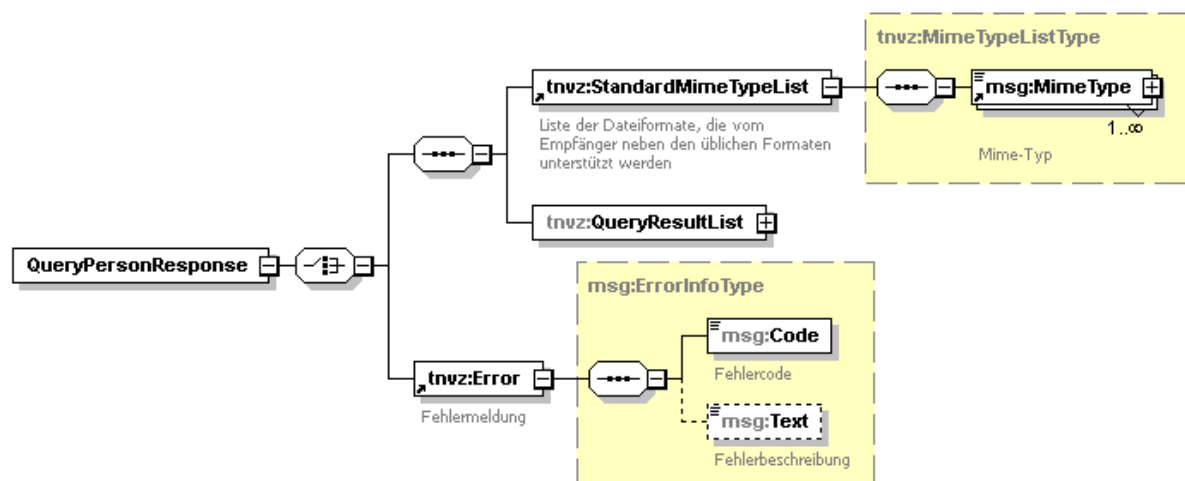 tnvz:MimeTypeListType
tnvz:StandardMimeTypeList
msg:MimeType
1..∞
Liste der Dateiformate, die vom
Empfänger neben den üblichen Formaten
unterstützt werden
Mime-Typ
tnvz:QueryResultList
QueryPersonResponse
msg:ErrorInfoType
msg:Code
Fehlercode
tnvz:Error
Fehlermeldung
msg:Text
Fehlerbeschreibung